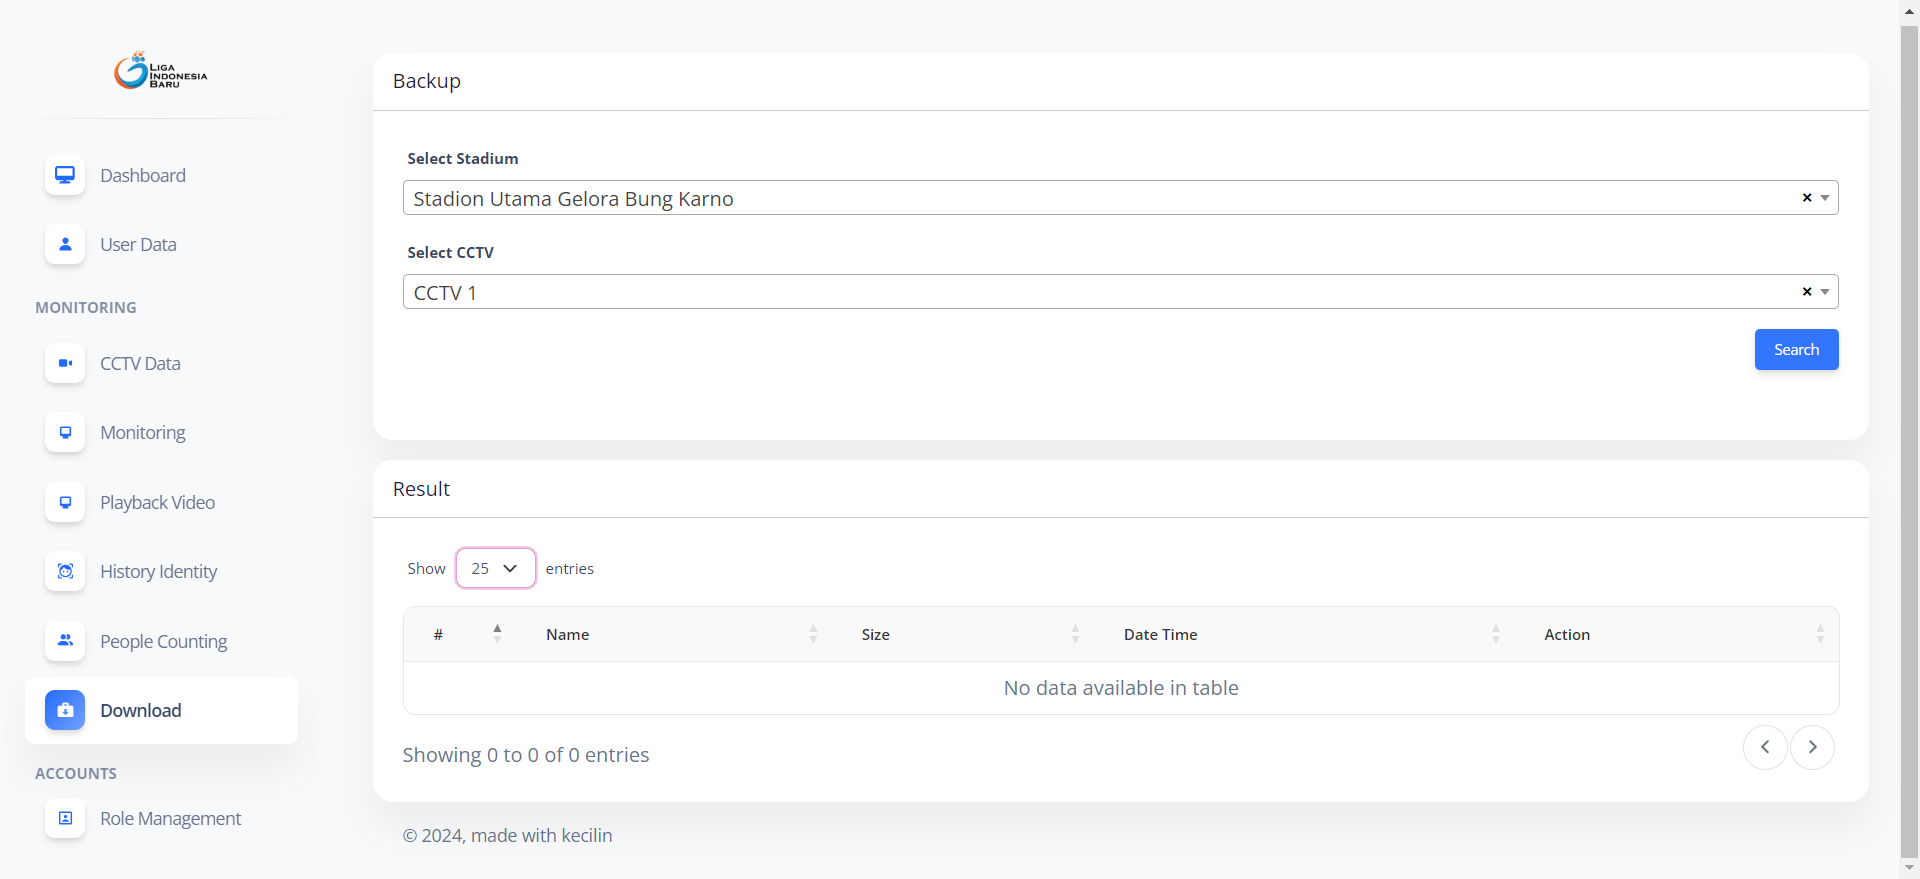 LIGA
INDONESIA
BARU
Dashboard
User Data
MONITORING
CCTV Data
Monitoring
Playback Video
History Identity
People Counting
Download
ACCOUNTS
Role Management
Backup
Select Stadium
Stadion Utama Gelora Bung Karno
Select CCTV
CCTV 1
Search
Result
Show 25 entries
# Name Size Date Time Action
No data available in table
Showing 0 to 0 of 0 entries
© 2024, made with kecilin